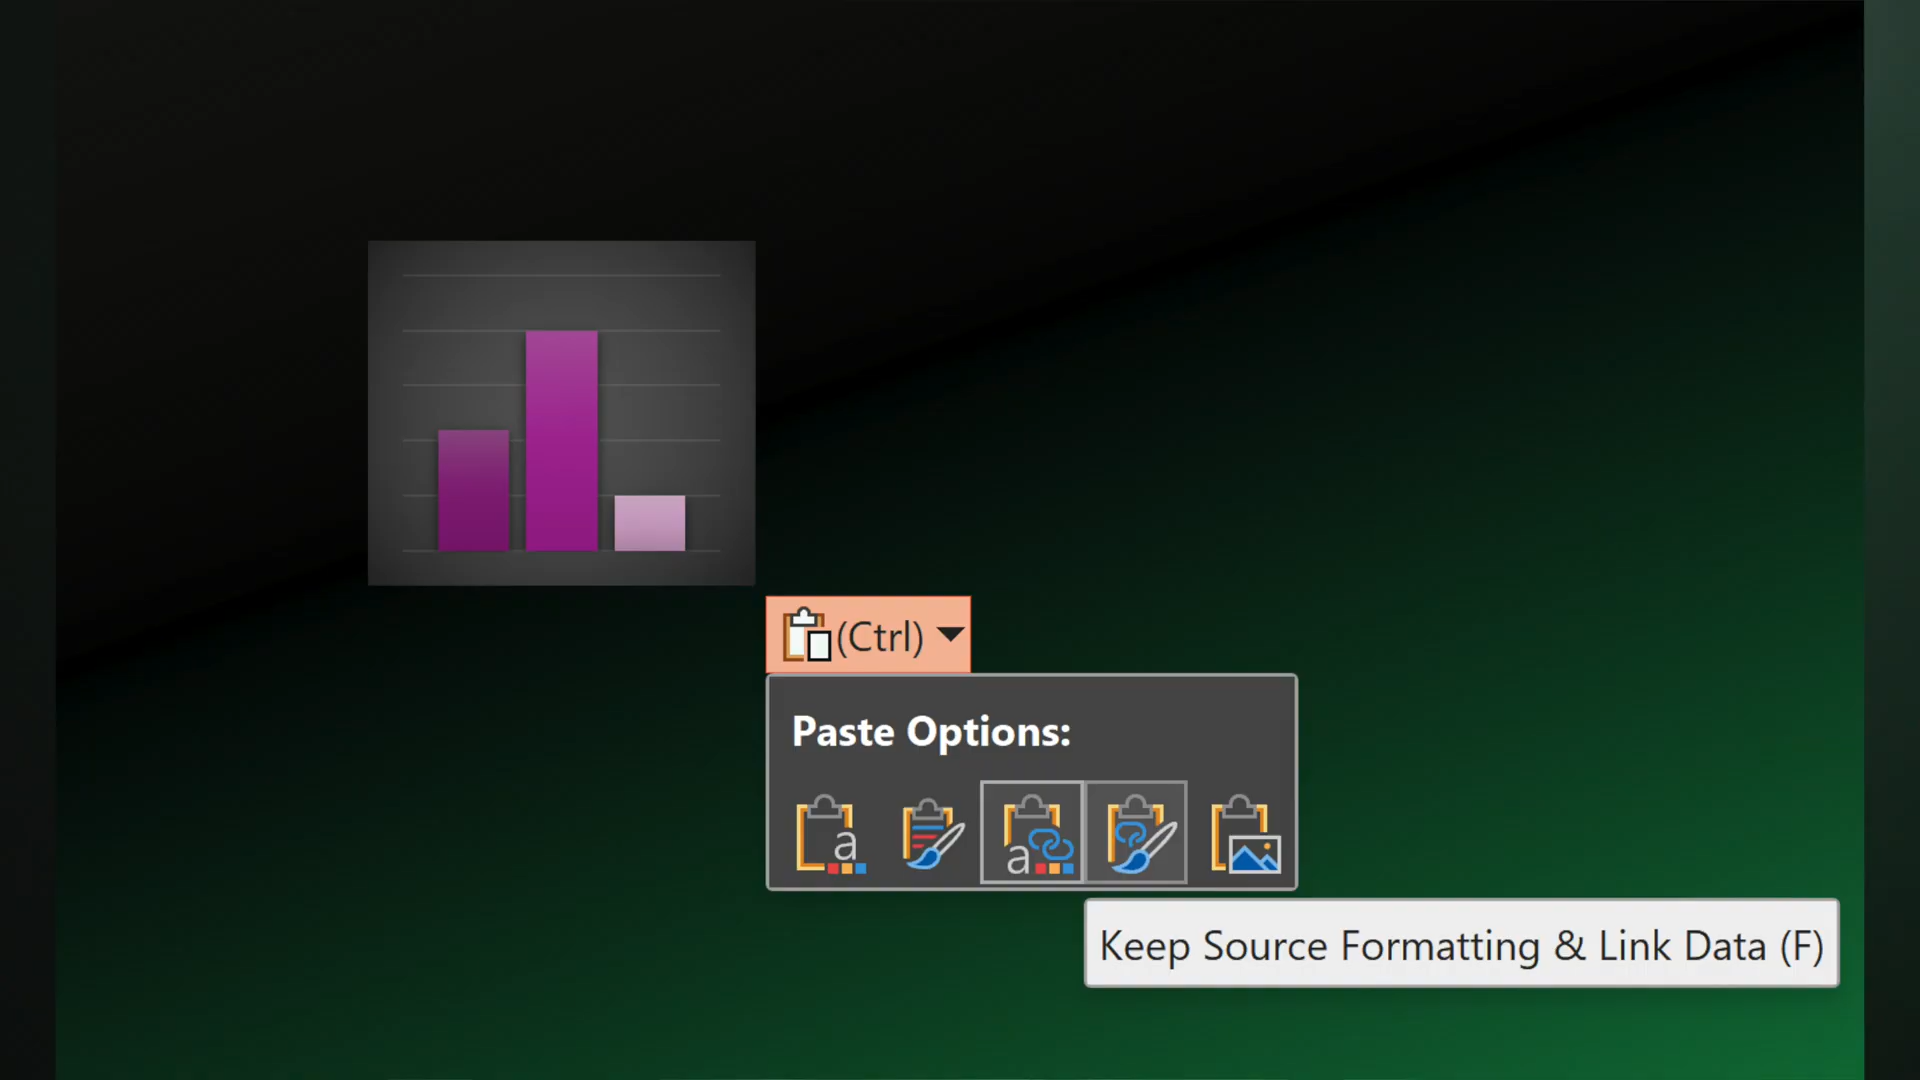 (Ctrl)
Paste Options:
a
a
Keep Source Formatting & Link Data (F)